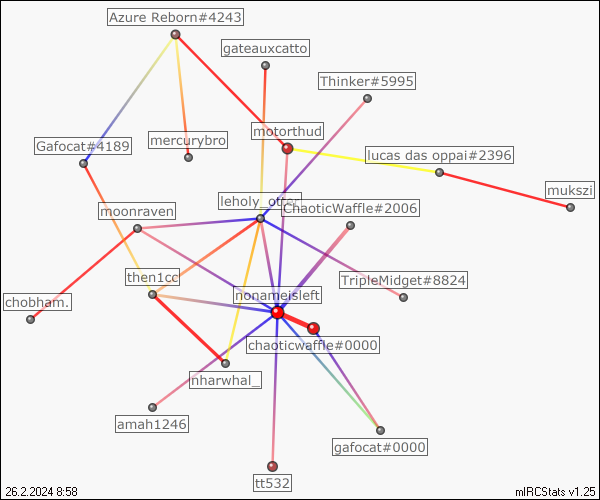 Azure Reborn#4243
gateauxcatto
Thinker#5995
motorthud
mercurybro
Gafocat#4189
lucas das oppai#2396
mukszi
leholy_otter
ChaoticWaffle#2006
moonraven
then1cc
TripleMidget#8824
nonameisleft
chobham.
chaoticwaffle#0000
nharwhal_
amah1246
gafocat#0000
tt532
26.2.2024 8:58
mIRCStats v1.25